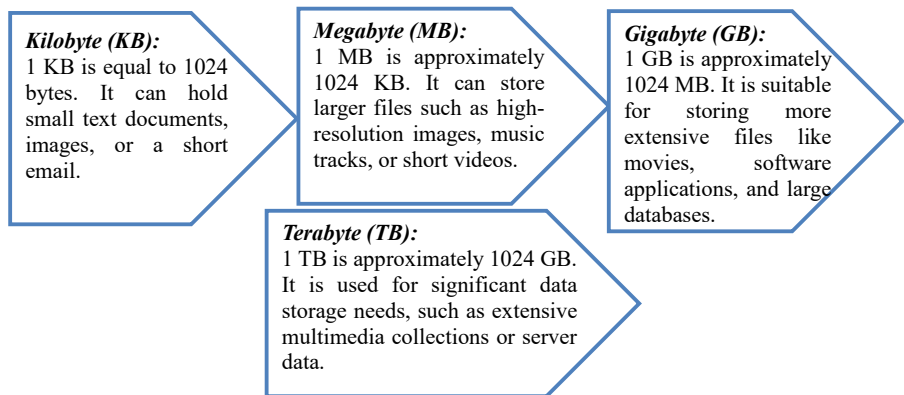 Kilobyte (KB):
1 KB is equal to 1024
bytes. It can hold
small text documents,
images, or a short
email.
Megabyte (MB):
1 MB is approximately
1024 KB. It can store
larger files such as high-
resolution images, music
tracks, or short videos.
Gigabyte (GB):
1 GB is approximately
1024 MB. It is suitable
for storing more
extensive files like
movies, software
applications, and large
databases.
Terabyte (TB):
1 TB is approximately 1024 GB.
It is used for significant data
storage needs, such as extensive
multimedia collections or server
data.